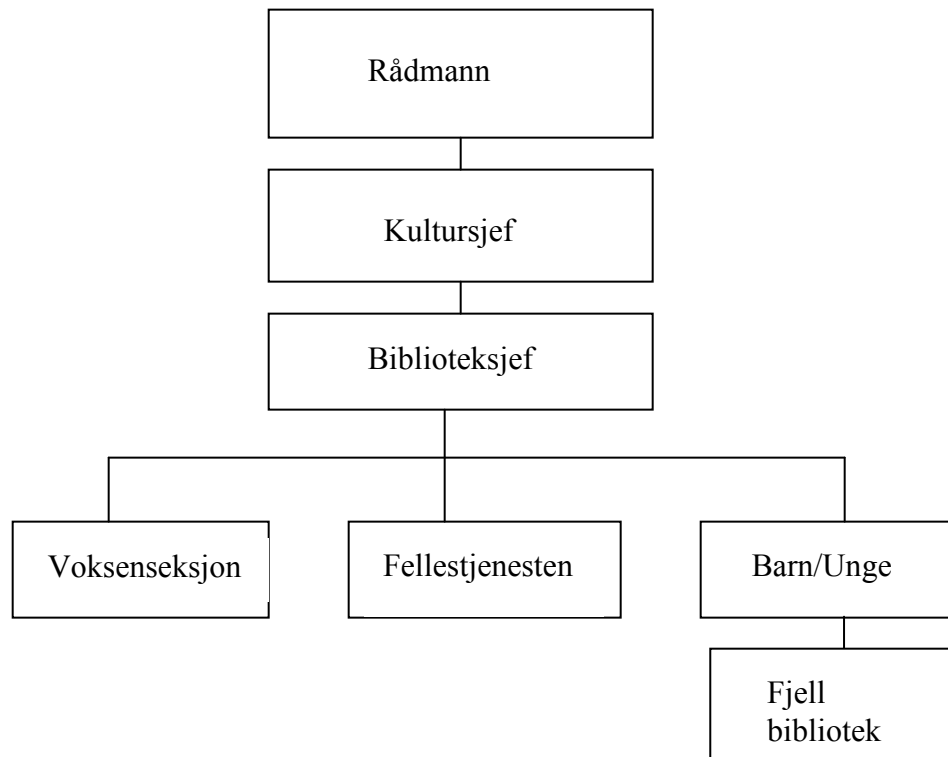 Rådmann
Kultursjef
Biblioteksjef
Voksenseksjon
Fellestjenesten
Barn/Unge
Fjell
bibliotek